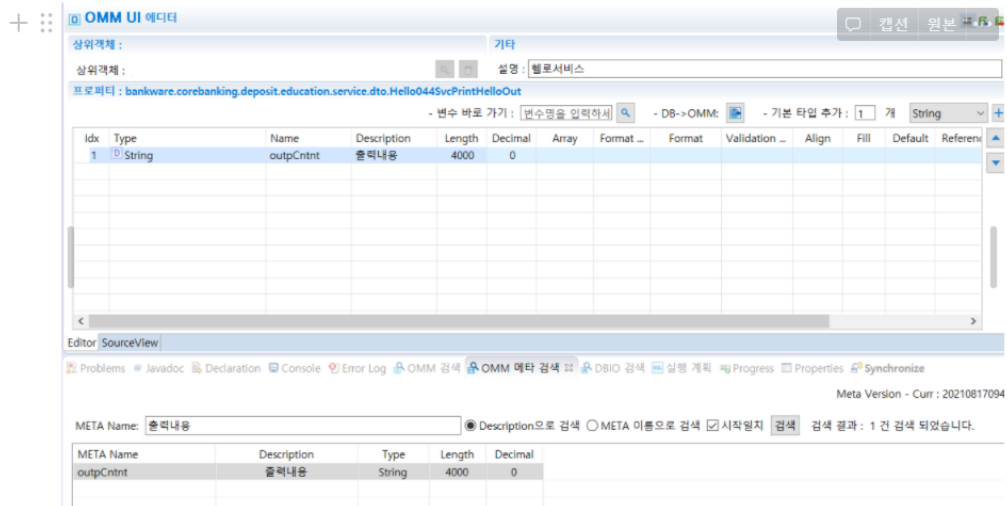 OMM UI 에디터
캡션 원본
상위객체 :
기타
상위객체 :
설명 : 헬로서비스
프로퍼티 : bankware.corebanking.deposit.education.service.dto.Hello044SvcPrintHelloOut
- 변수 바로 가기 : 변수명을 입력하세 - DB->OMM: - 기본 타입 추가 : 1 개 String
Idx Type Name Description Length Decimal Array Format ... Format Validation ... Align Fill Default Referenc
1 D String outpCntnt 출력내용 4000 0
Editor SourceView
Problems Javadoc Declaration Console Error Log OMM 검색 OMM 메타 검색 DBIO 검색 실행 계획 Progress Properties Synchronize
Meta Version - Curr : 20210817094
META Name: 출력내용 Description으로 검색 META 이름으로 검색 시작일치 검색 검색 결과 : 1 건 검색 되었습니다.
META Name Description Type Length Decimal
outpCntnt 출력내용 String 4000 0